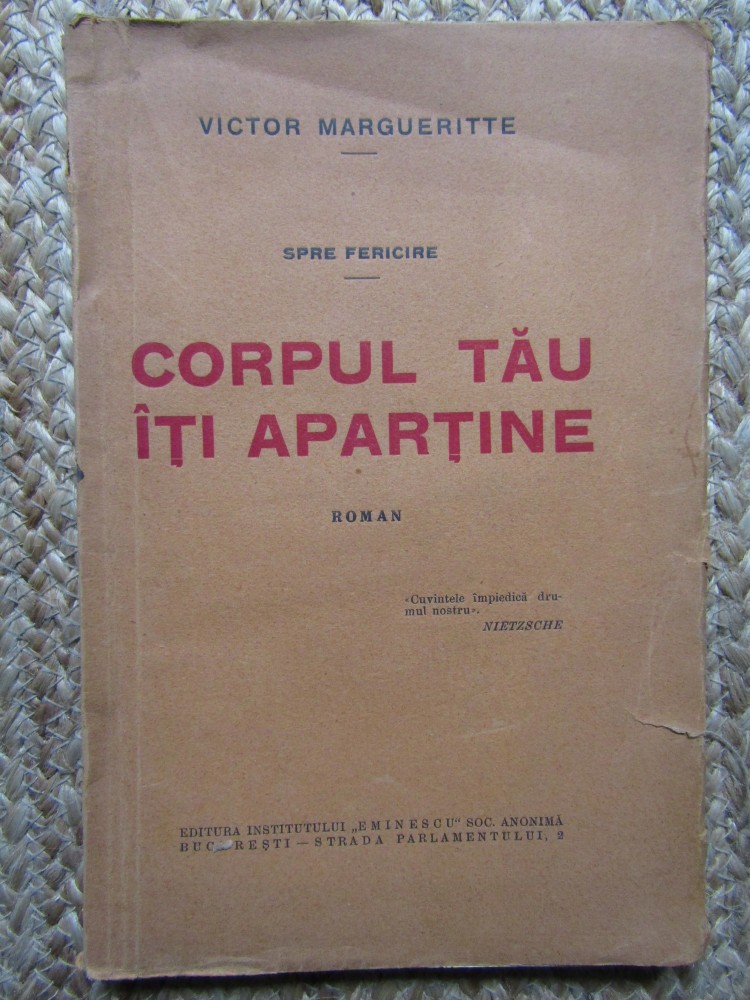 VICTOR MARGUERITTE
SPRE FERICIRE
CORPUL TĂU
ÎȚI APARȚINE
ROMAN
«Cuvintele împiedică dru-
mul nostru».
NIETZSCHE
EDITURA INSTITUTULUI „EMINESCU“ SOC. ANONIMĂ
BUCUREȘTI — STRADA PARLAMENTULUI, 2